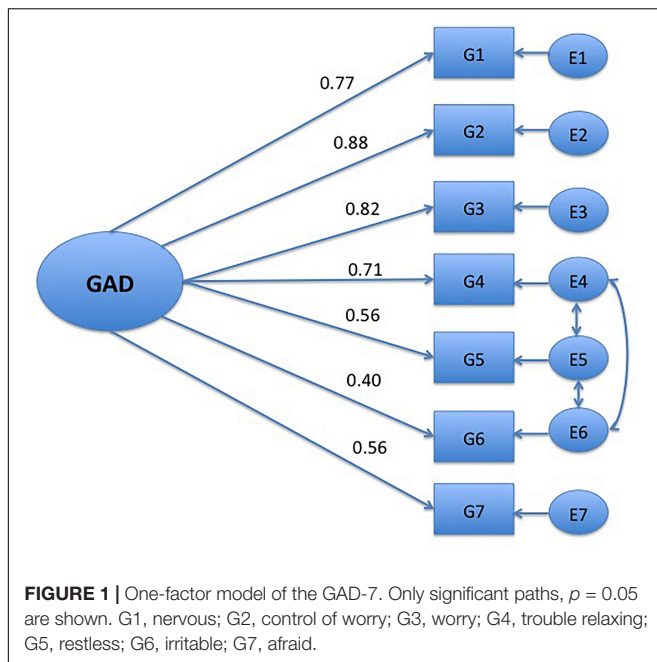 G1 E1
0.77
G2 E2
0.88
G3 E3
0.82
GAD
0.71
G4 E4
0.56
G5 E5
0.40
G6 E6
0.56
G7 E7
FIGURE 1 | One-factor model of the GAD-7. Only significant paths, p = 0.05
are shown. G1, nervous; G2, control of worry; G3, worry; G4, trouble relaxing;
G5, restless; G6, irritable; G7, afraid.